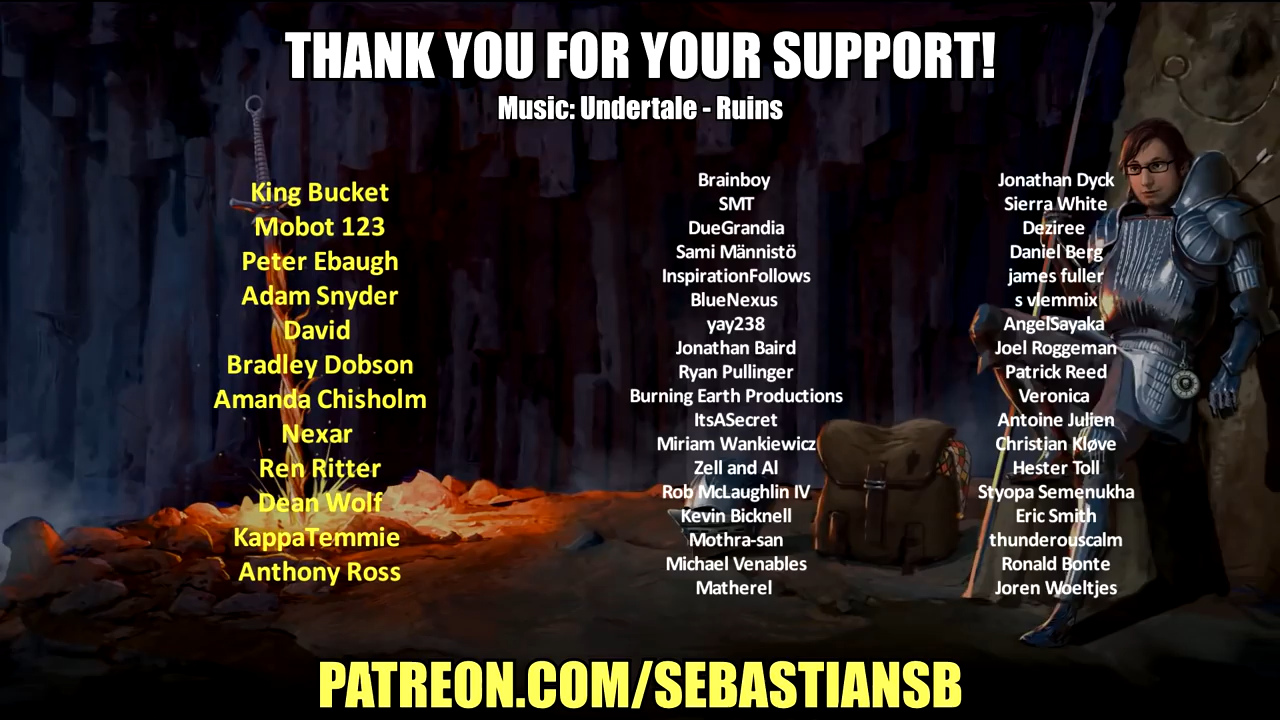 THANK YOU FOR YOUR SUPPORT!
Music: Undertale - Ruins
King Bucket
Mobot 123
Peter Ebaugh
Adam Snyder
David
Bradley Dobson
Amanda Chisholm
Nexar
Ren Ritter
Dean Wolf
KappaTemmie
Anthony Ross
Brainboy
SMT
DueGrandia
Sami Männistö
InspirationFollows
BlueNexus
yay238
Jonathan Baird
Ryan Pullinger
Burning Earth Productions
ItsASecret
Miriam Wankiewicz
Zell and Al
Rob McLaughlin IV
Kevin Bicknell
Mothra-san
Michael Venables
Matherel
Jonathan Dyck
Sierra White
Deziree
Daniel Berg
james fuller
s vlemmix
AngelSayaka
Joel Roggeman
Patrick Reed
Veronica
Antoine Julien
Christian Kløve
Hester Toll
Styopa Semenukha
Eric Smith
thunderouscalm
Ronald Bonte
Joren Woeltjes
PATREON.COM/SEBASTIANSB